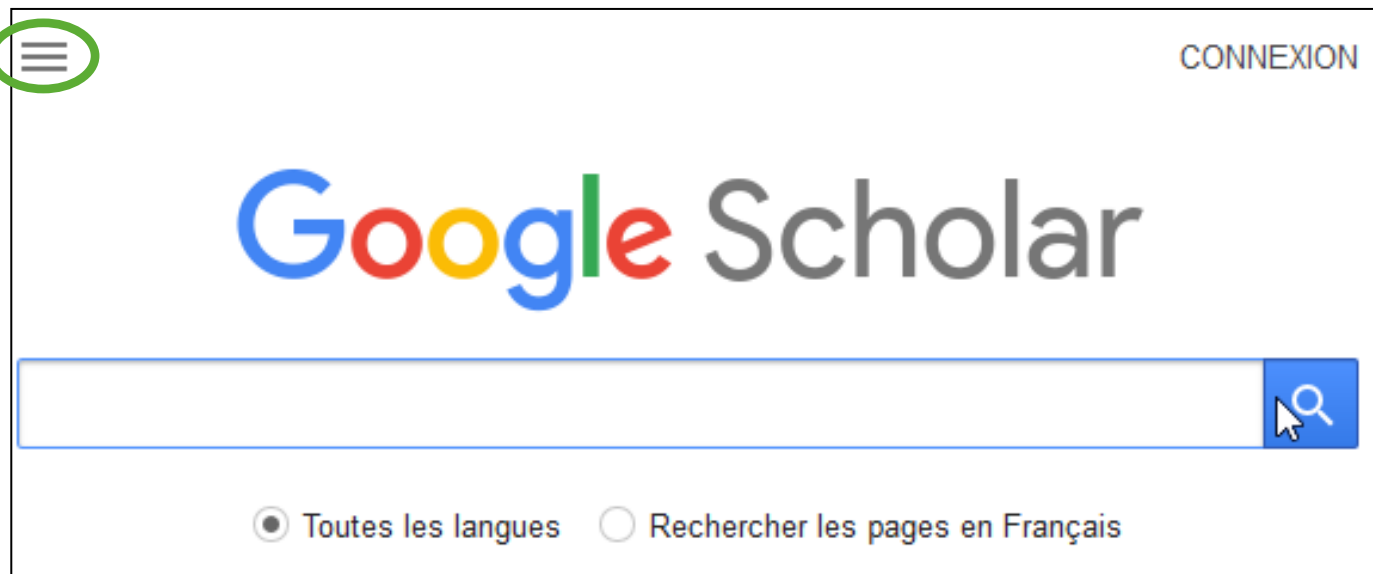 CONNEXION
Google Scholar
Toutes les langues Rechercher les pages en Français